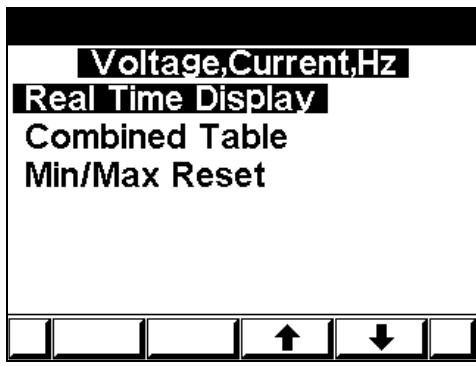 Voltage,Current,Hz
Real Time Display
Combined Table
Min/Max Reset